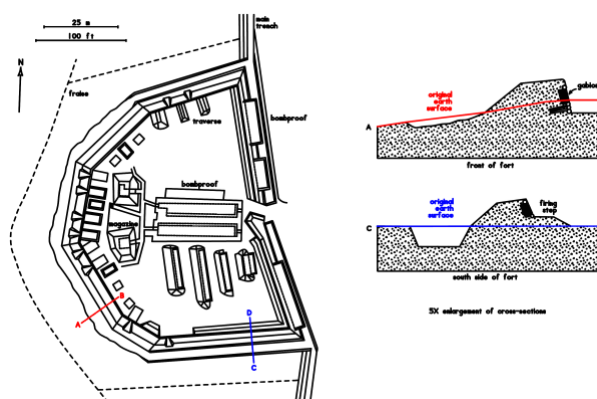 25 m
100 ft
N
main
trench
fraise
traverse
bombproof
bombproof
magazine
B
A
D
C
original
earth
surface
gabion
A
front of fort
original
earth
surface
firing
step
C
south side of fort
5X enlargement of cross-sections